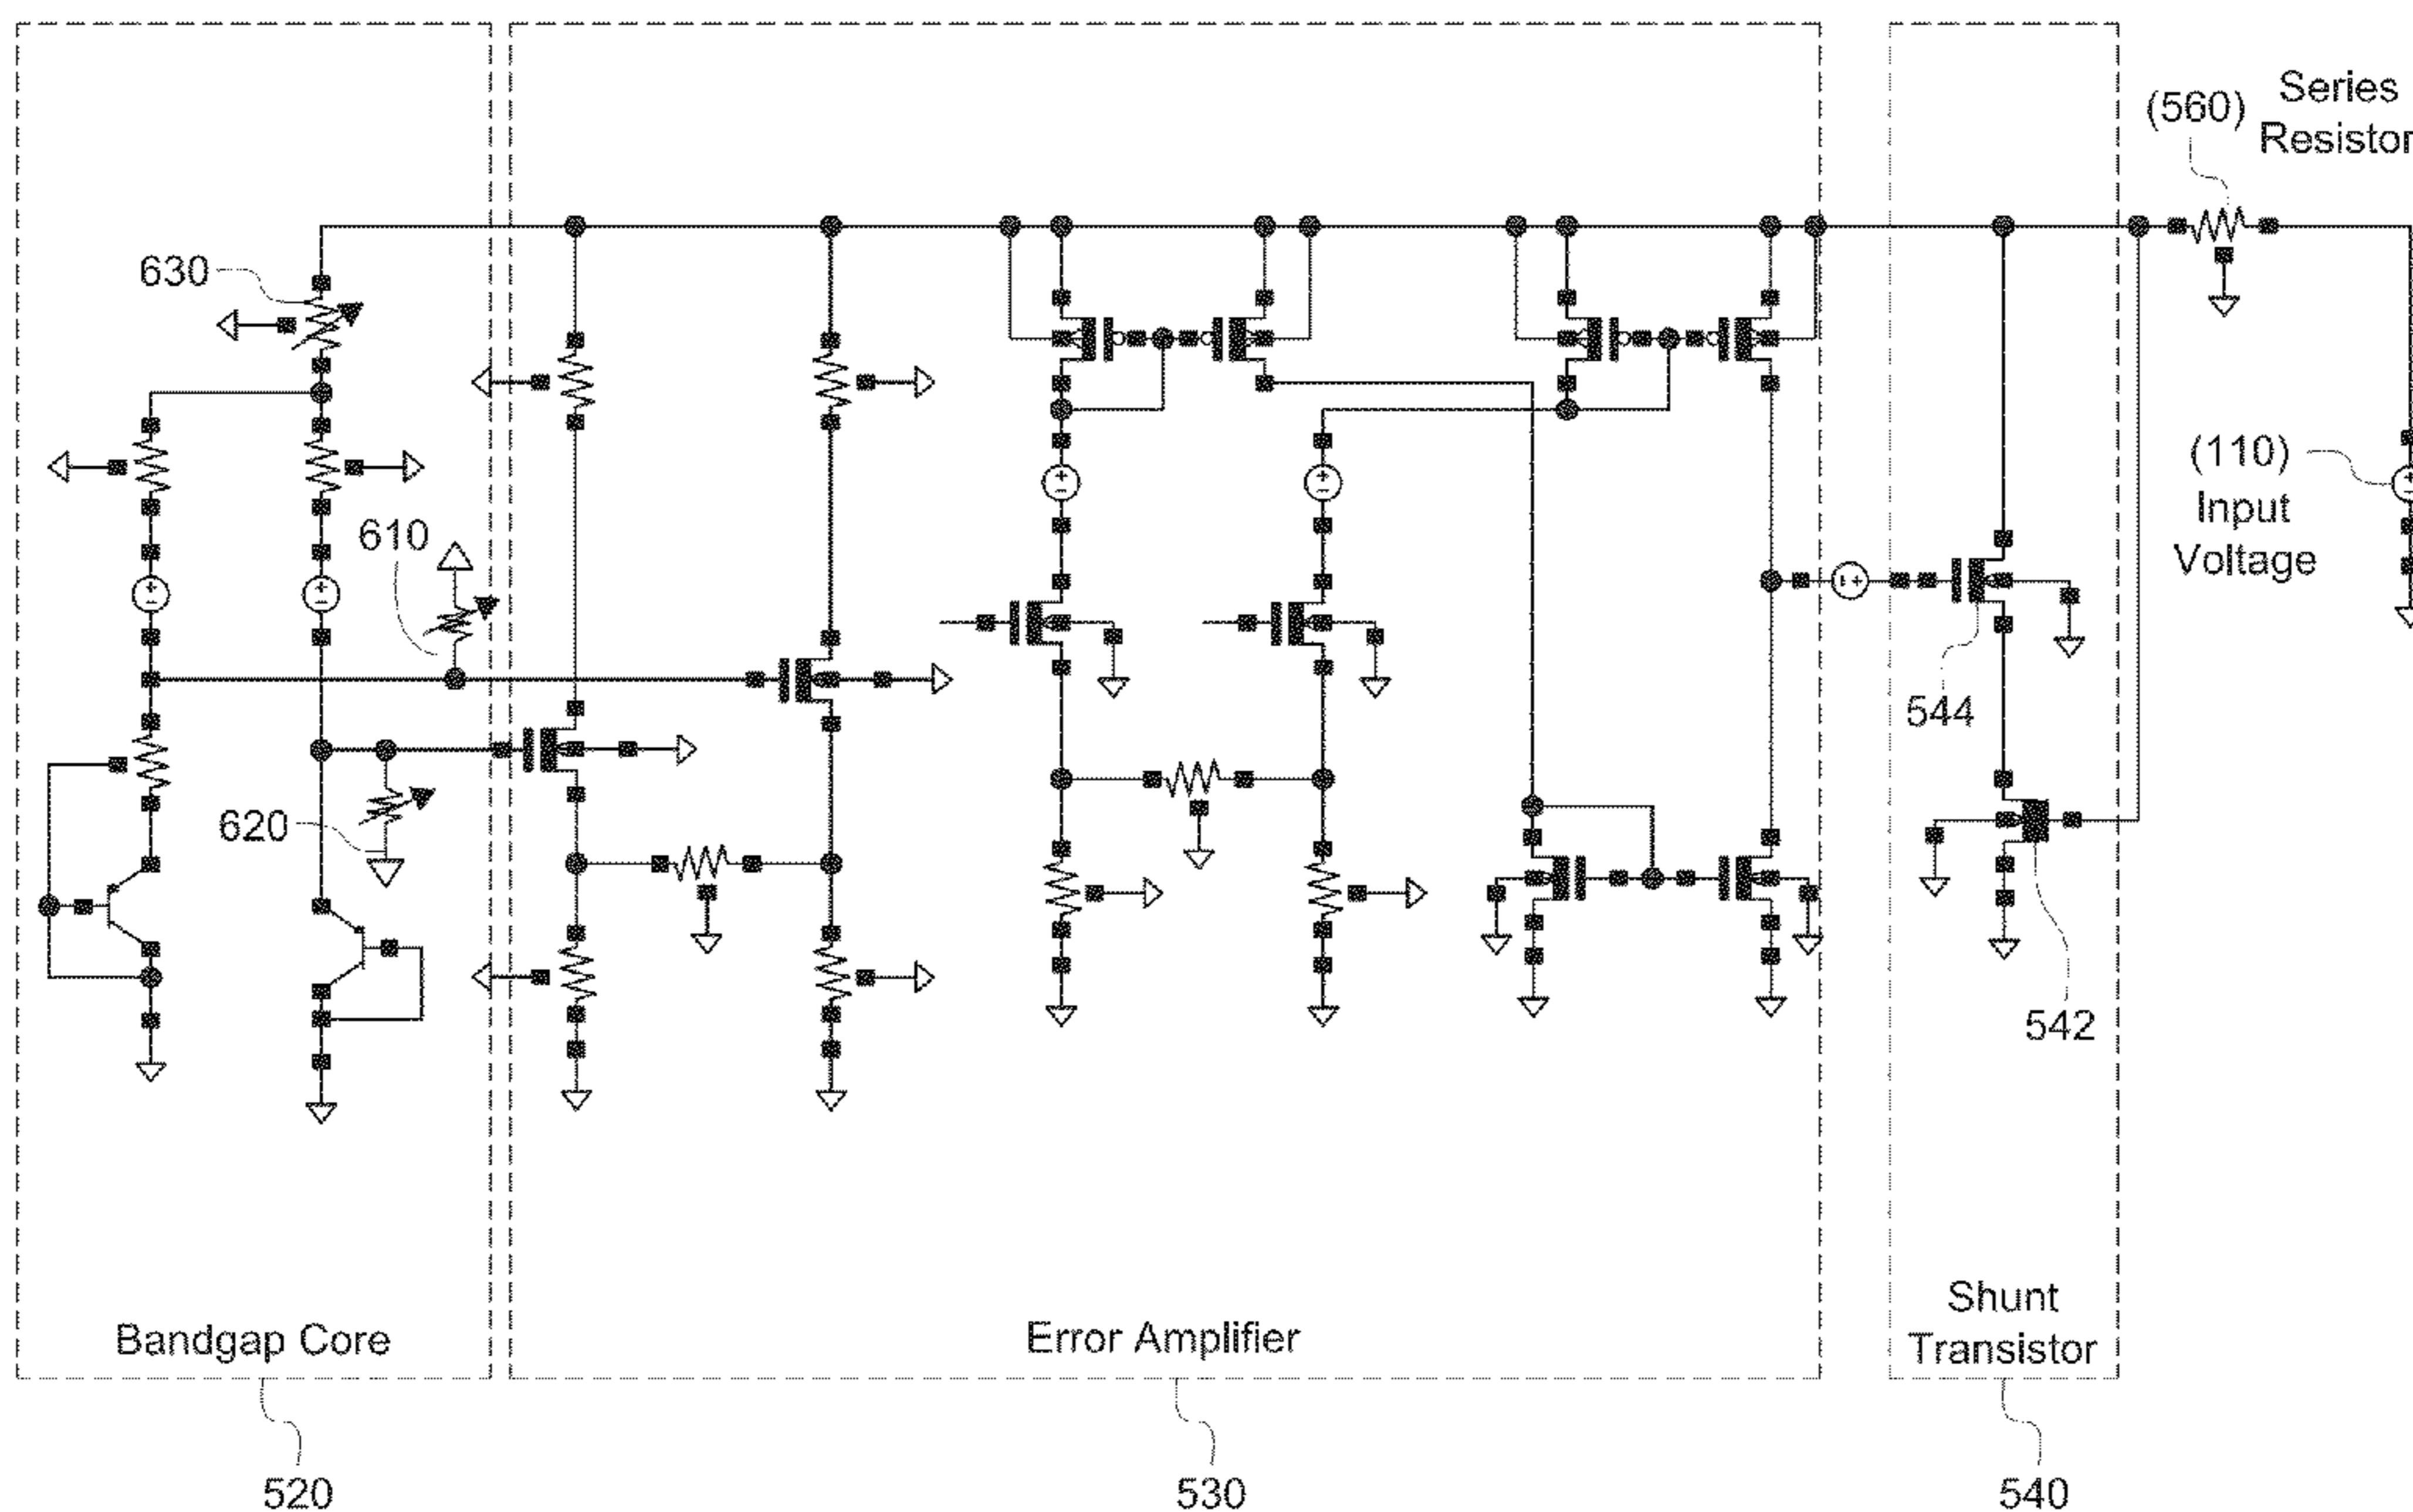 (560)
Series
Resistor
630
610
(110)
Input
Voltage
620
544
542
Bandgap Core
Error Amplifier
Shunt
Transistor
520
530
540